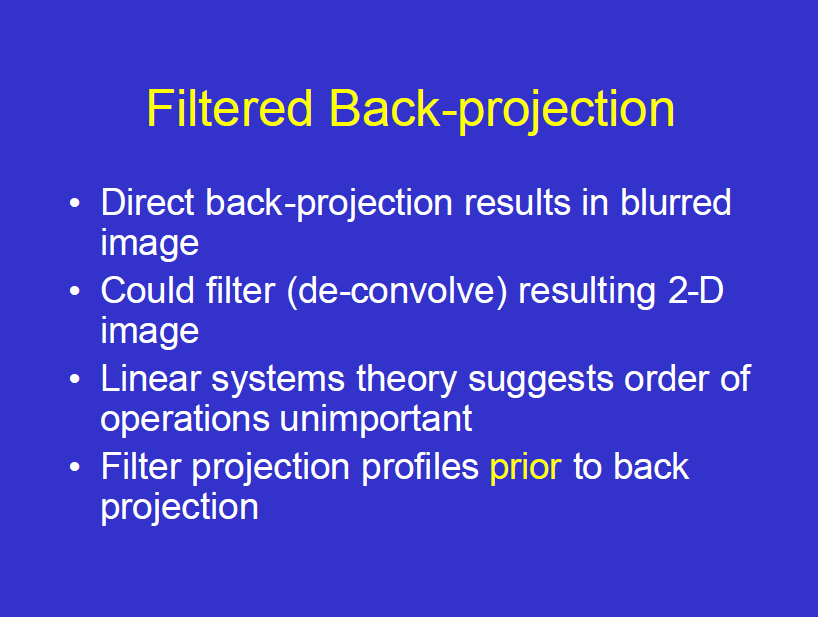 Filtered Back-projection
• Direct back-projection results in blurred
image
• Could filter (de-convolve) resulting 2-D
image
• Linear systems theory suggests order of
operations unimportant
• Filter projection profiles prior to back
projection